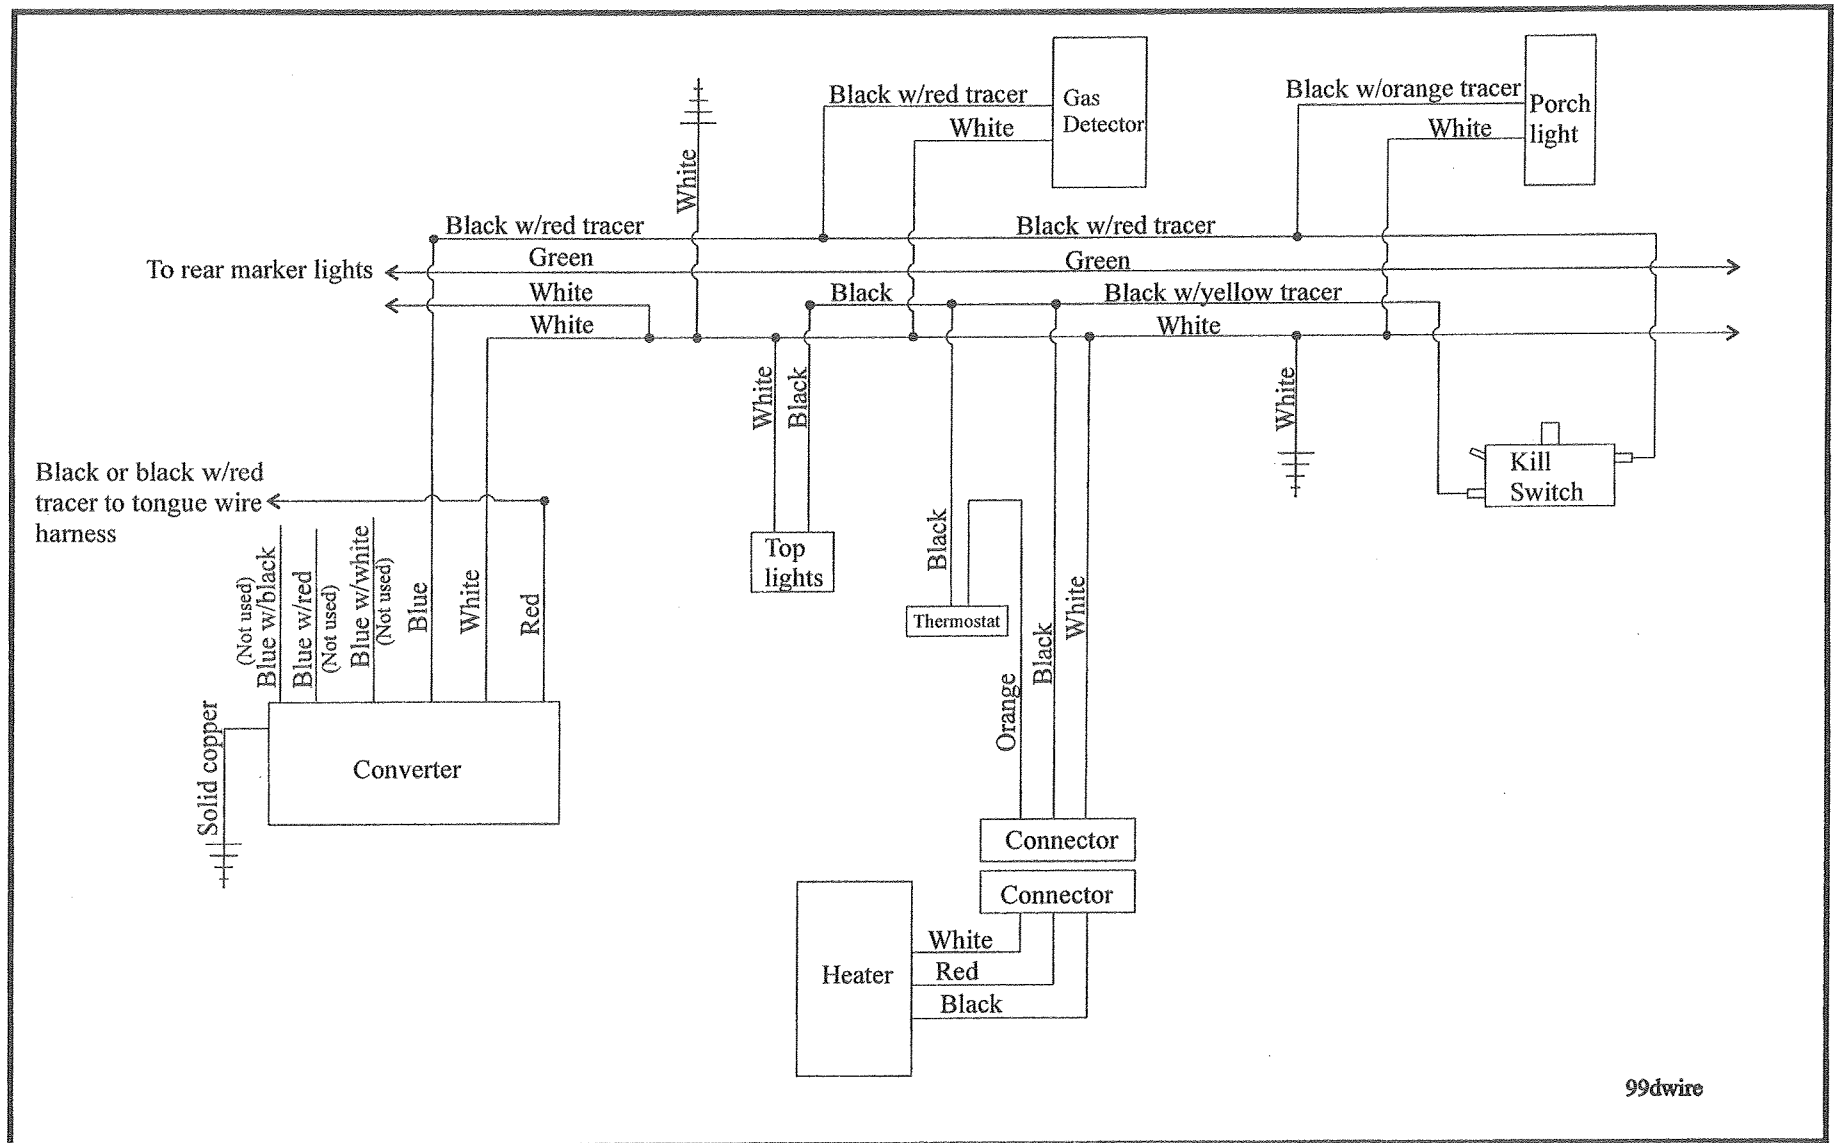 Black w/red tracer
White
Gas
Detector
Black w/orange tracer
White
Porch
light
White
Black w/red tracer
Black w/red tracer
To rear marker lights
Green
Green
White
Black
Black w/yellow tracer
White
White
White
Black
White
Kill
Switch
Black or black w/red
tracer to tongue wire
harness
Top
lights
Black
Thermostat
(Not used)
Blue w/black
Blue w/red
(Not used)
Blue w/white
(Not used)
Blue
White
Red
Orange
Black
White
Solid copper
Converter
Connector
Connector
Heater
White
Red
Black
99dwire